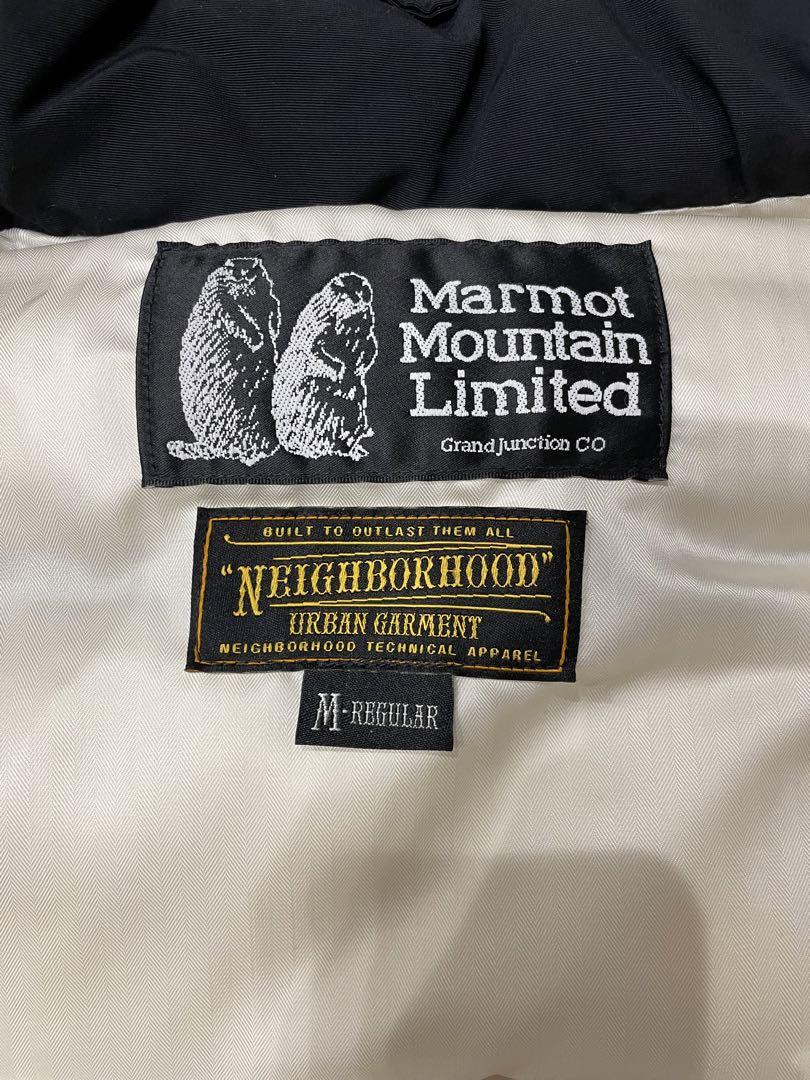 Marmot
Mountain
Limited
Grand Junction CO
BUILT TO OUTLAST THEM ALL
"NEIGHBORHOOD"
URBAN GARMENT
NEIGHBORHOOD TECHNICAL APPAREL
M-REGULAR